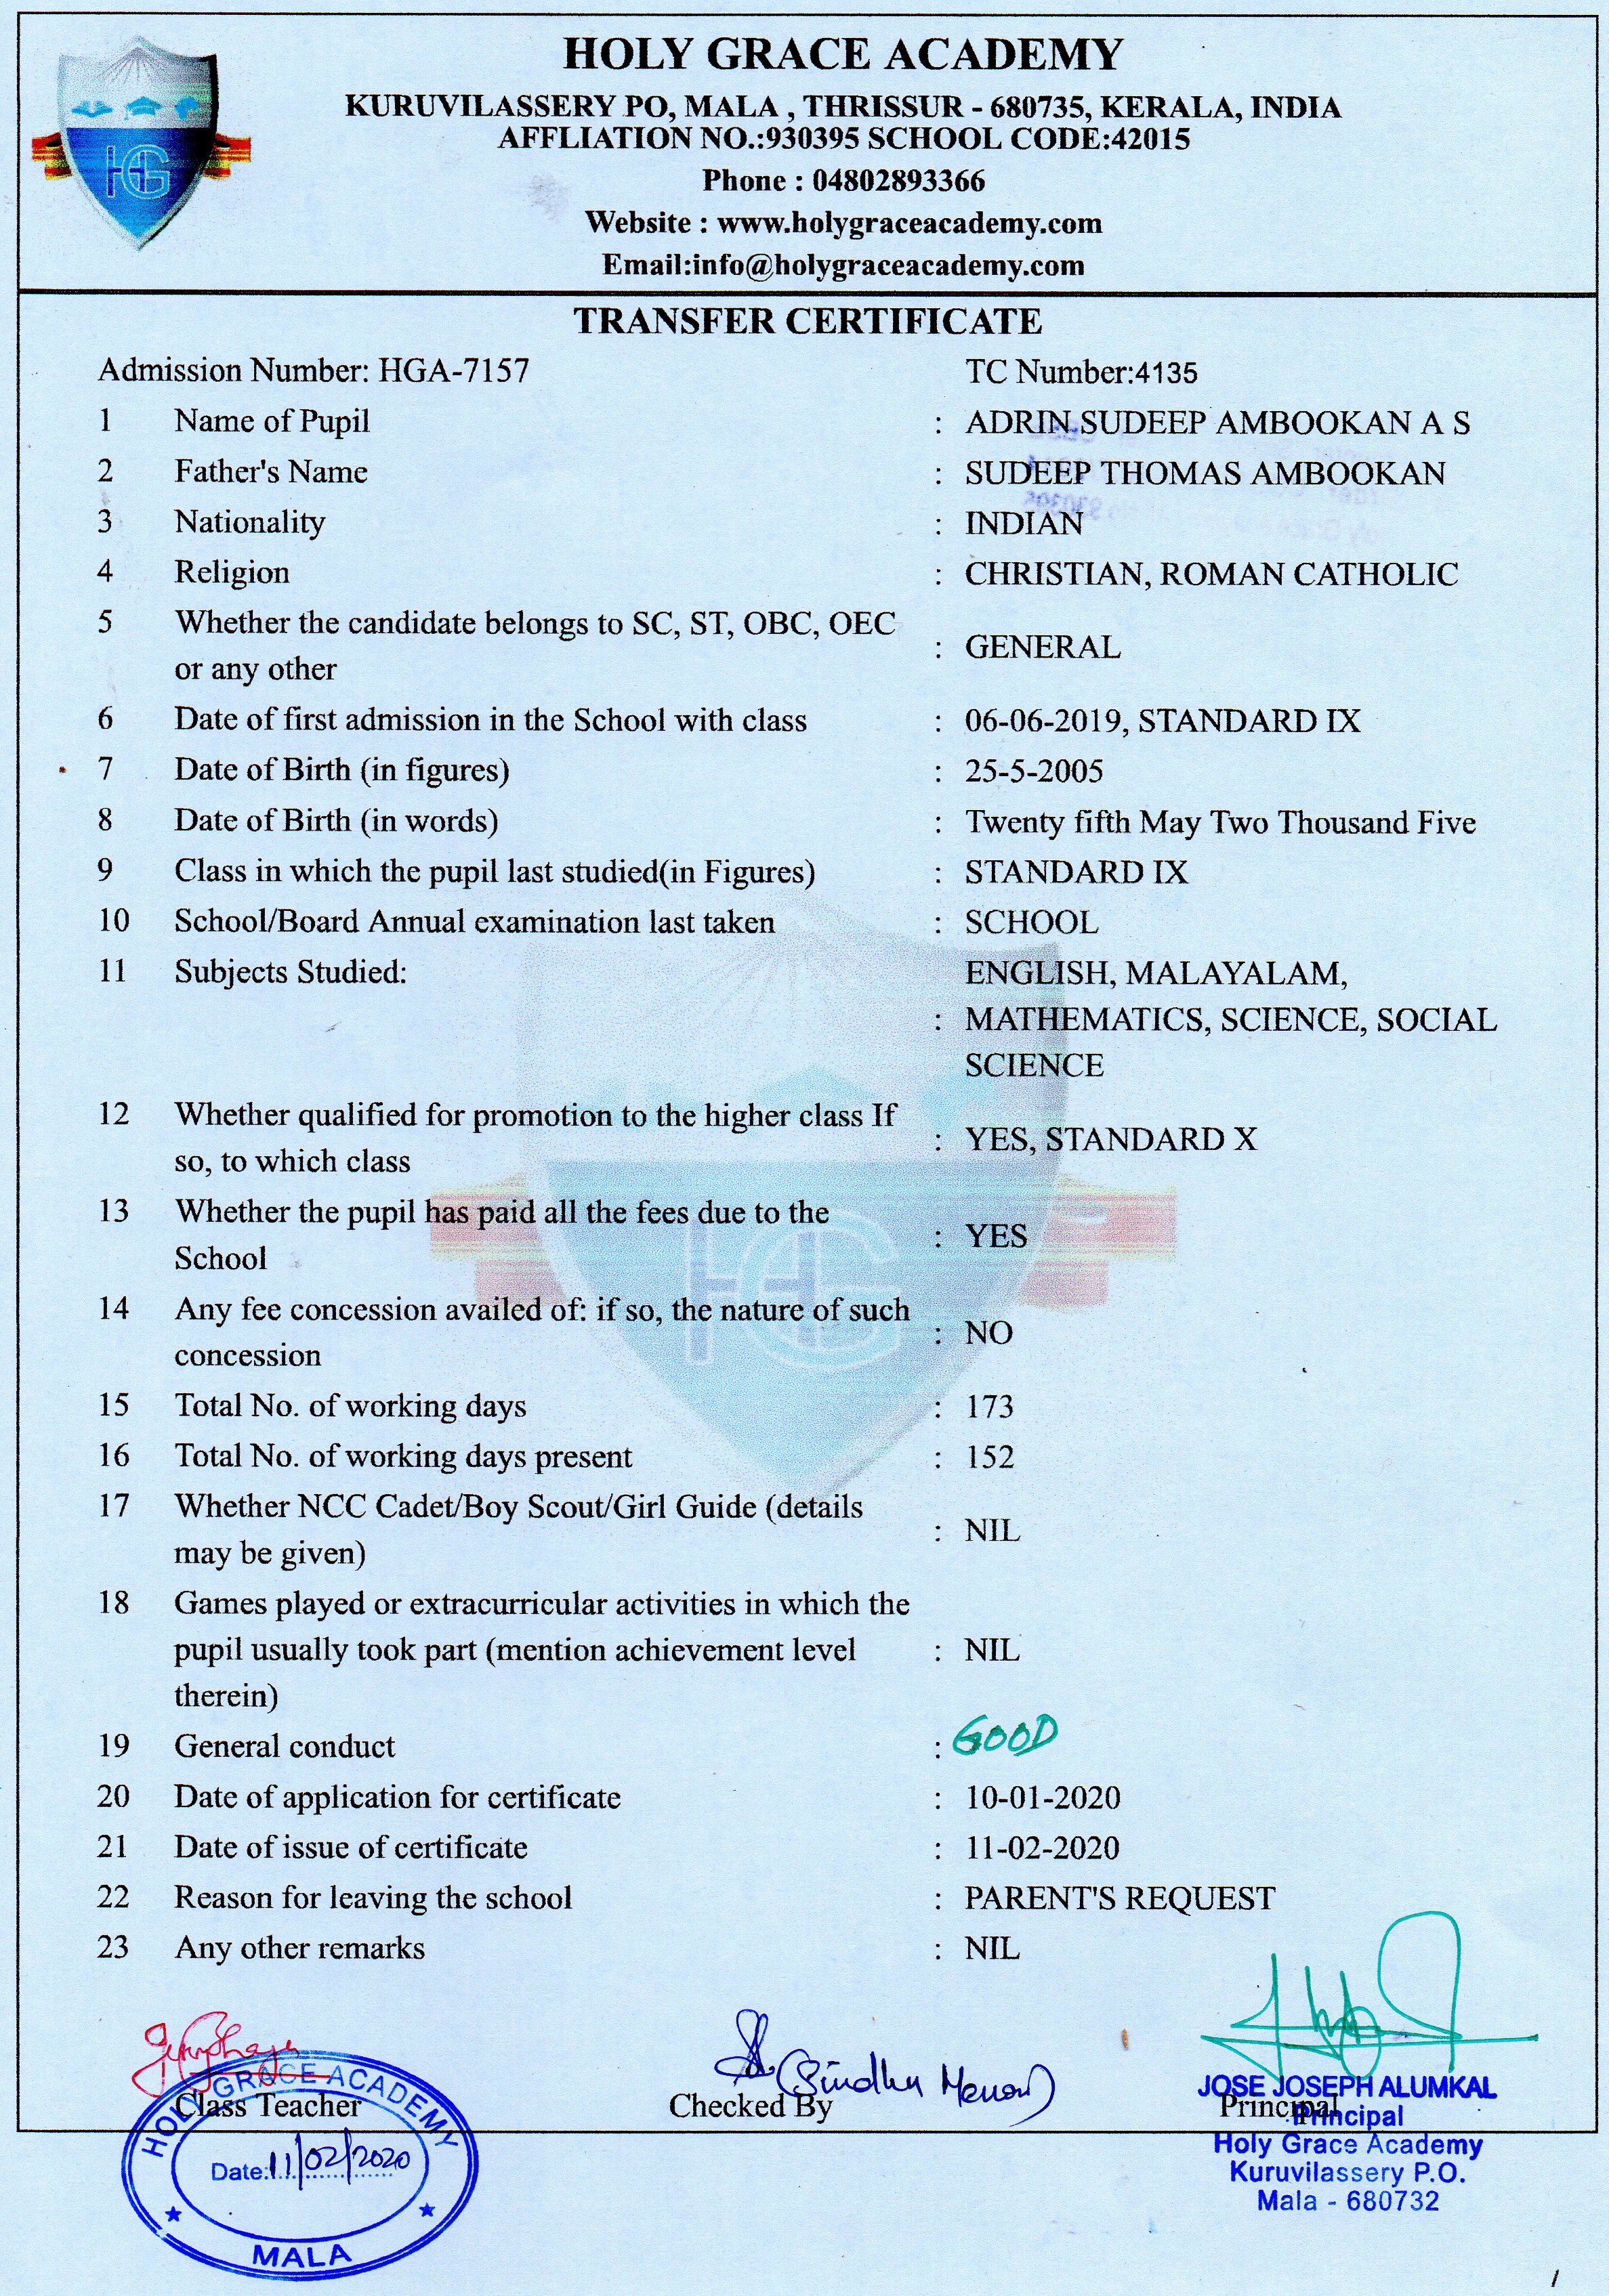 HOLY GRACE ACADEMY
KURUVILASSERY PO, MALA , THRISSUR - 680735, KERALA, INDIA
AFFLIATION NO.:930395 SCHOOL CODE:42015
Phone : 04802893366
Website : www.holygraceacademy.com
Email:info@holygraceacademy.com
HG
TRANSFER CERTIFICATE
Admission Number: HGA-7157 TC Number:4135
1 Name of Pupil : ADRIN SUDEEP AMBOOKAN A S
2 Father's Name : SUDEEP THOMAS AMBOOKAN
3 Nationality : INDIAN
4 Religion : CHRISTIAN, ROMAN CATHOLIC
5 Whether the candidate belongs to SC, ST, OBC, OEC
or any other : GENERAL
6 Date of first admission in the School with class : 06-06-2019, STANDARD IX
7 Date of Birth (in figures) : 25-5-2005
8 Date of Birth (in words) : Twenty fifth May Two Thousand Five
9 Class in which the pupil last studied(in Figures) : STANDARD IX
10 School/Board Annual examination last taken : SCHOOL
11 Subjects Studied: ENGLISH, MALAYALAM,
: MATHEMATICS, SCIENCE, SOCIAL
SCIENCE
12 Whether qualified for promotion to the higher class If
so, to which class : YES, STANDARD X
13 Whether the pupil has paid all the fees due to the
School : YES
14 Any fee concession availed of: if so, the nature of such
concession : NO
15 Total No. of working days : 173
16 Total No. of working days present : 152
17 Whether NCC Cadet/Boy Scout/Girl Guide (details
may be given) : NIL
18 Games played or extracurricular activities in which the
pupil usually took part (mention achievement level : NIL
therein)
19 General conduct : GOOD
20 Date of application for certificate : 10-01-2020
21 Date of issue of certificate : 11-02-2020
22 Reason for leaving the school : PARENT'S REQUEST
23 Any other remarks : NIL
(Sindhu Menon)
Class Teacher Checked By Principal
HOLY GRACE ACADEMY
Date: 11/02/2020
MALA
JOSE JOSEPH ALUMKAL
Principal
Holy Grace Academy
Kuruvilassery P.O.
Mala - 680732